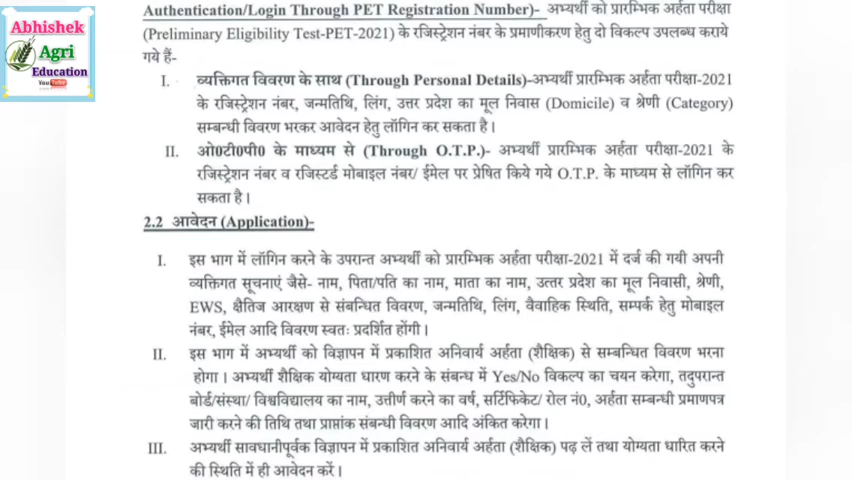 Abhishek
Agri
Education
YouTube
Authentication/Login Through PET Registration Number)- अभ्यर्थी को प्रारम्भिक अर्हता परीक्षा
(Preliminary Eligibility Test-PET-2021) के रजिस्ट्रेशन नंबर के प्रमाणीकरण हेतु दो विकल्प उपलब्ध कराये
गये हैं-
I. व्यक्तिगत विवरण के साथ (Through Personal Details)-अभ्यर्थी प्रारम्भिक अर्हता परीक्षा-2021
के रजिस्ट्रेशन नंबर, जन्मतिथि, लिंग, उत्तर प्रदेश का मूल निवास (Domicile) व श्रेणी (Category)
सम्बन्धी विवरण भरकर आवेदन हेतु लॉगिन कर सकता है।
II. ओ0टी0पी0 के माध्यम से (Through O.T.P.)- अभ्यर्थी प्रारम्भिक अर्हता परीक्षा-2021 के
रजिस्ट्रेशन नंबर व रजिस्टर्ड मोबाइल नंबर/ ईमेल पर प्रेषित किये गये O.T.P. के माध्यम से लॉगिन कर
सकता है।
2.2 आवेदन (Application)-
I. इस भाग में लॉगिन करने के उपरान्त अभ्यर्थी को प्रारम्भिक अर्हता परीक्षा-2021 में दर्ज की गयी अपनी
व्यक्तिगत सूचनाएं जैसे- नाम, पिता/पति का नाम, माता का नाम, उत्तर प्रदेश का मूल निवासी, श्रेणी,
EWS, क्षैतिज आरक्षण से संबन्धित विवरण, जन्मतिथि, लिंग, वैवाहिक स्थिति, सम्पर्क हेतु मोबाइल
नंबर, ईमेल आदि विवरण स्वतः प्रदर्शित होंगी।
II. इस भाग में अभ्यर्थी को विज्ञापन में प्रकाशित अनिवार्य अर्हता (शैक्षिक) से सम्बन्धित विवरण भरना
होगा। अभ्यर्थी शैक्षिक योग्यता धारण करने के संबन्ध में Yes/No विकल्प का चयन करेगा, तदुपरान्त
बोर्ड/संस्था/ विश्वविद्यालय का नाम, उत्तीर्ण करने का वर्ष, सर्टिफिकेट/ रोल नं0, अर्हता सम्बन्धी प्रमाणपत्र
जारी करने की तिथि तथा प्राप्तांक संबन्धी विवरण आदि अंकित करेगा।
III. अभ्यर्थी सावधानीपूर्वक विज्ञापन में प्रकाशित अनिवार्य अर्हता (शैक्षिक) पढ़ लें तथा योग्यता धारित करने
की स्थिति में ही आवेदन करें।